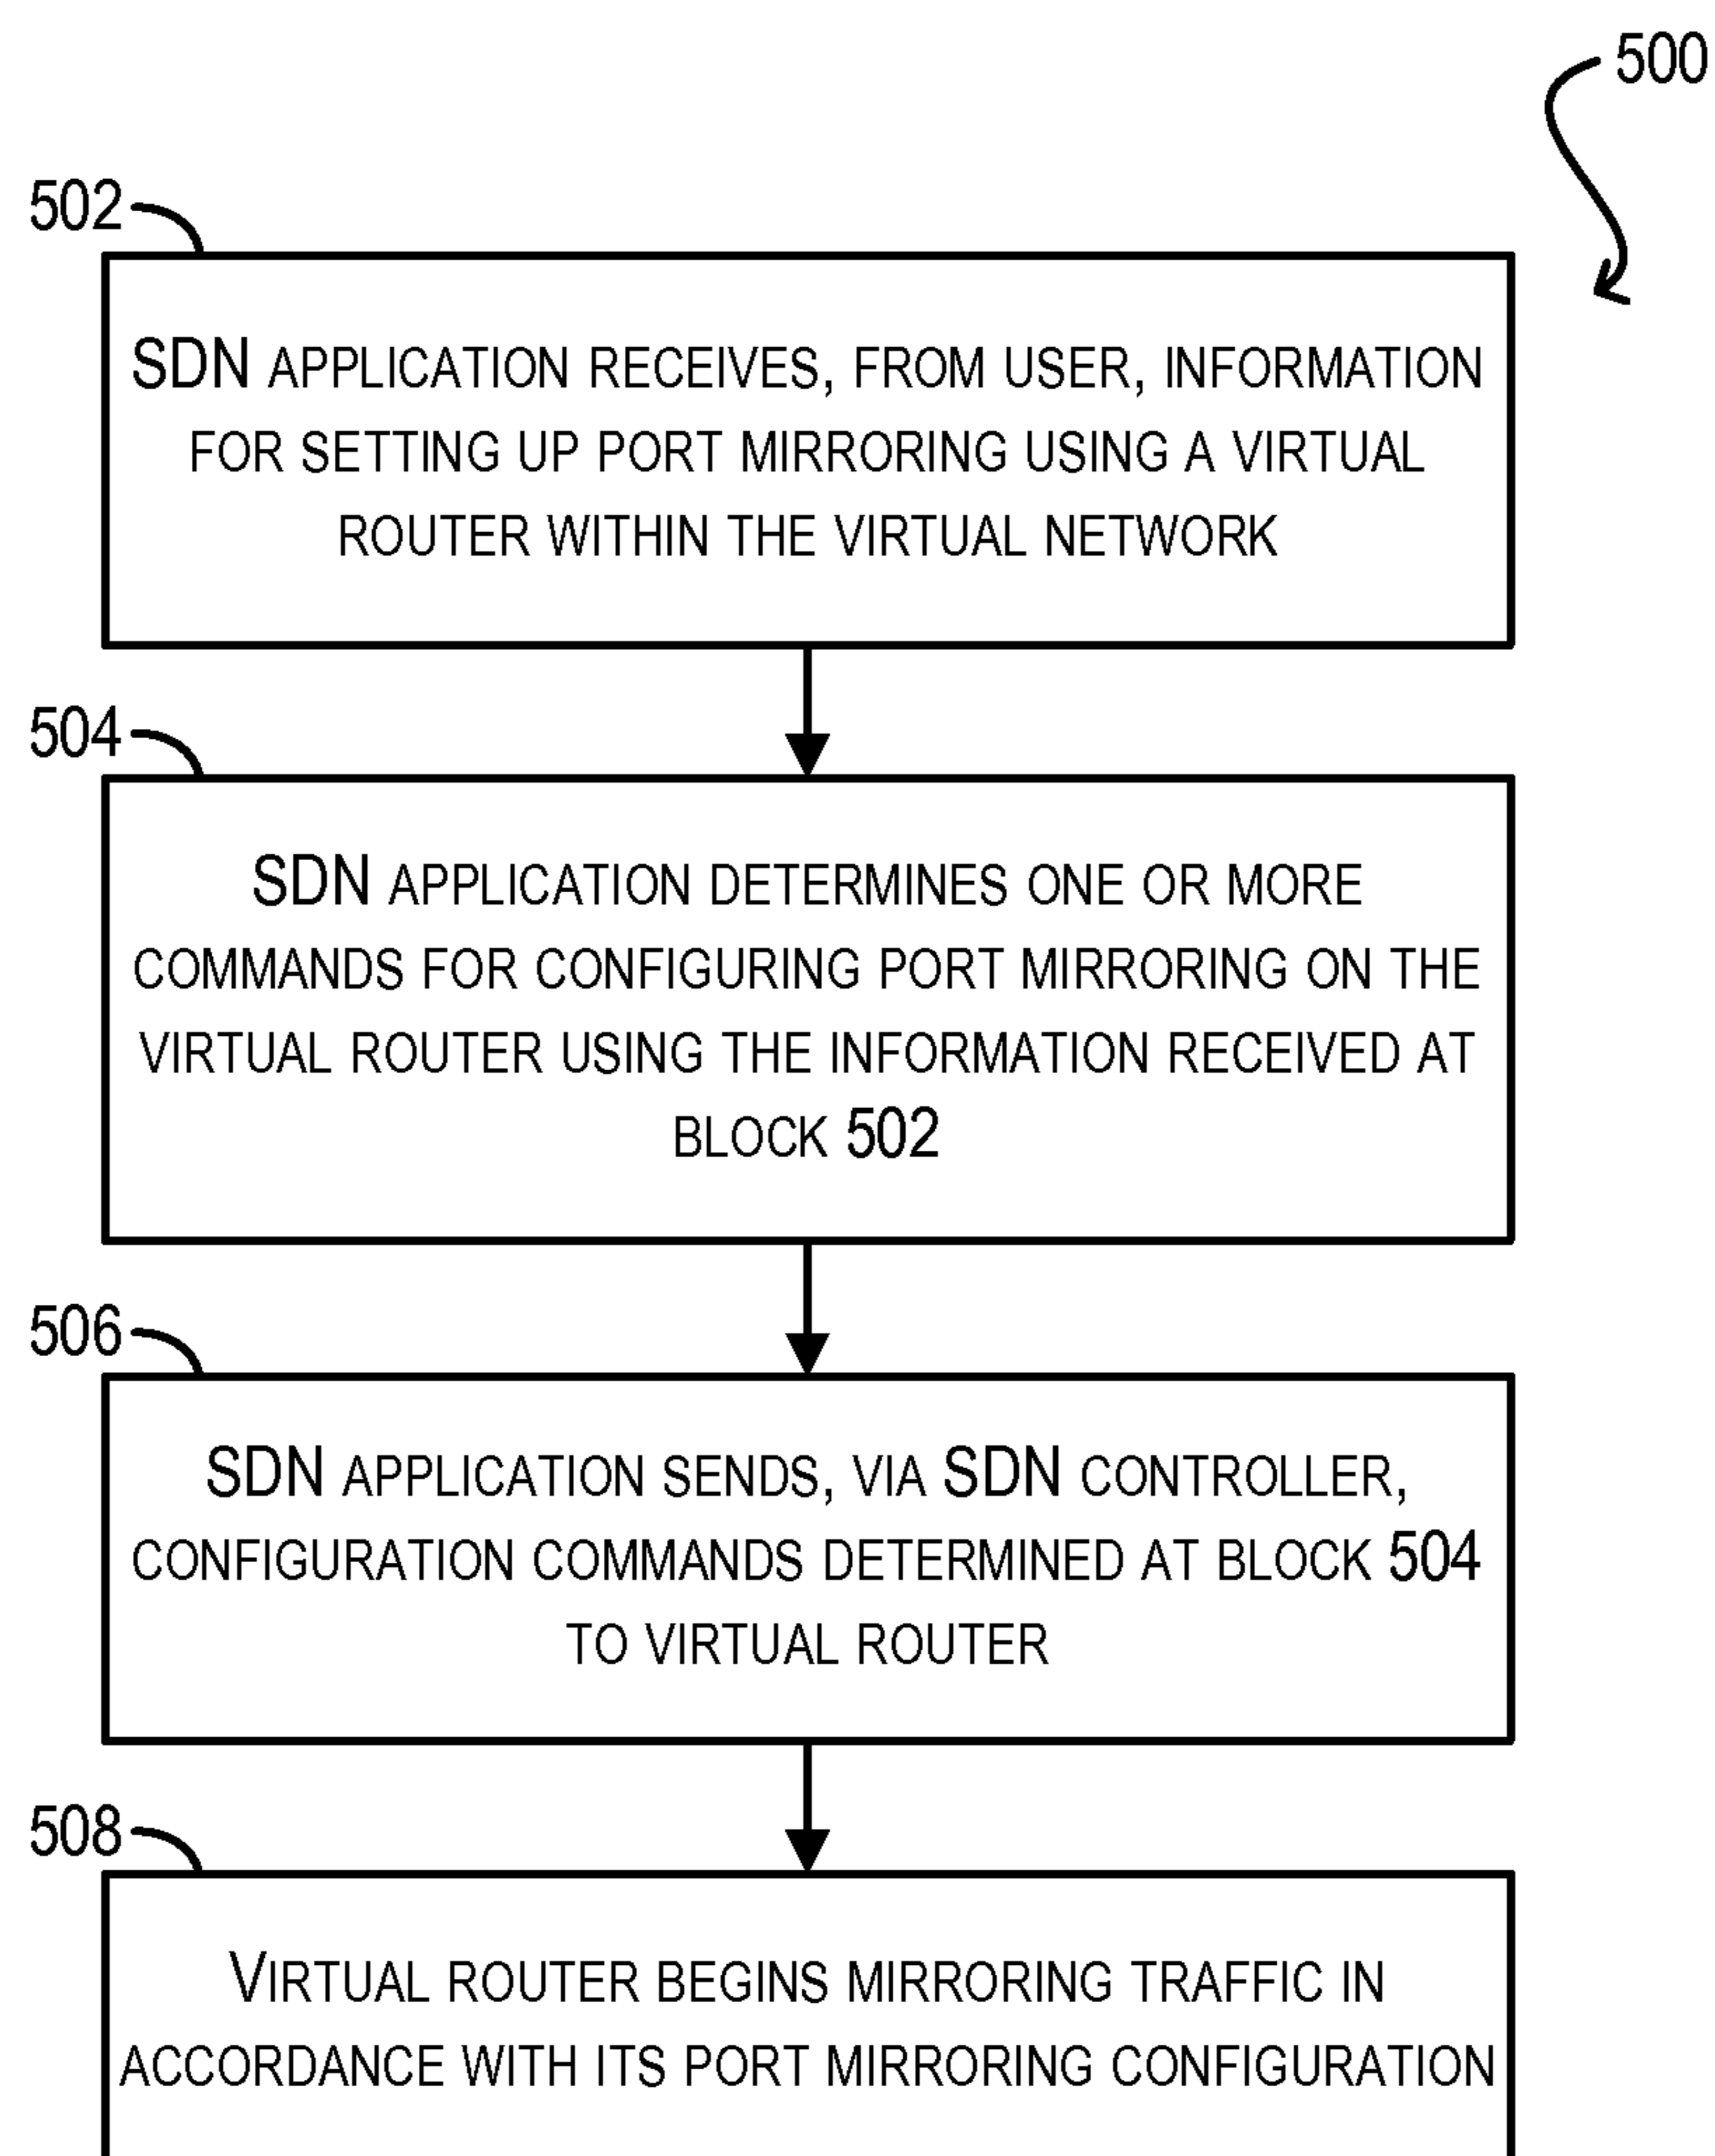 500
502
SDN APPLICATION RECEIVES, FROM USER, INFORMATION
FOR SETTING UP PORT MIRRORING USING A VIRTUAL
ROUTER WITHIN THE VIRTUAL NETWORK
504
SDN APPLICATION DETERMINES ONE OR MORE
COMMANDS FOR CONFIGURING PORT MIRRORING ON THE
VIRTUAL ROUTER USING THE INFORMATION RECEIVED AT
BLOCK 502
506
SDN APPLICATION SENDS, VIA SDN CONTROLLER,
CONFIGURATION COMMANDS DETERMINED AT BLOCK 504
TO VIRTUAL ROUTER
508
VIRTUAL ROUTER BEGINS MIRRORING TRAFFIC IN
ACCORDANCE WITH ITS PORT MIRRORING CONFIGURATION